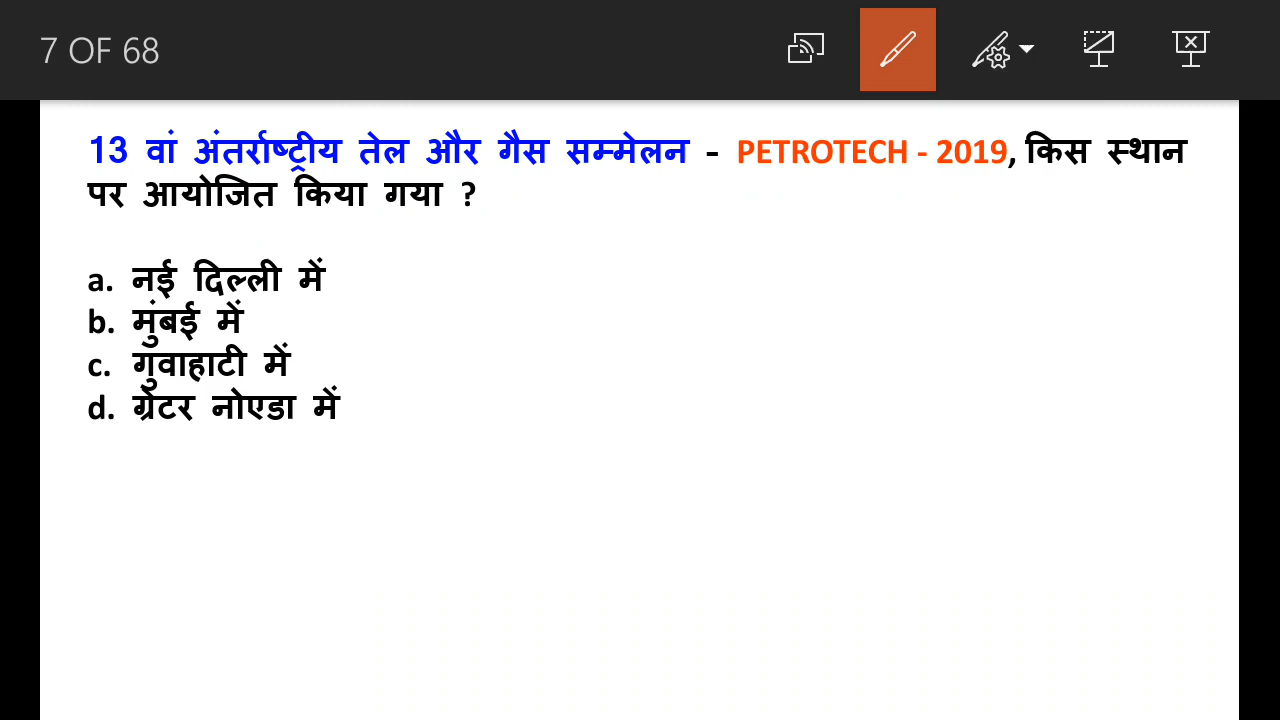 7 OF 68
13 वां अंतर्राष्ट्रीय तेल और गैस सम्मेलन - PETROTECH - 2019, किस स्थान
पर आयोजित किया गया ?
a. नई दिल्ली में
b. मुंबई में
c. गुवाहाटी में
d. ग्रेटर नोएडा में